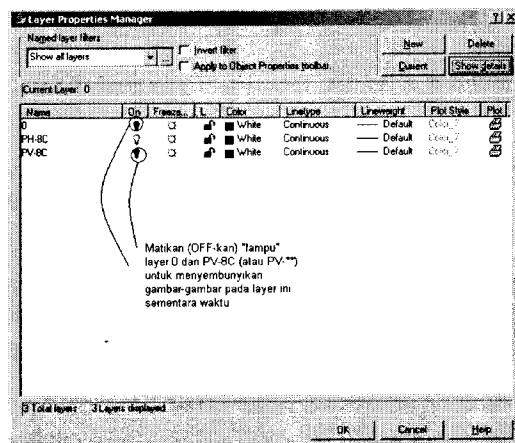 Layer Properties Manager
Named layer filters
Show all layers
...
Invert filter
Apply to Object Properties toolbar
New
Delete
Current
Show details
Current Layer: 0
Name On Freeze... L... Color Linetype Lineweight Plot Style Plot
0 White Continuous Default Color_7
PH-8C White Continuous Default Color_7
PV-8C White Continuous Default Color_7
Matikan (OFF-kan) "lampu"
layer 0 dan PV-8C (atau PV-**)
untuk menyembunyikan
gambar-gambar pada layer ini
sementara waktu
3 Total layers 3 Layers displayed
OK
Cancel
Help